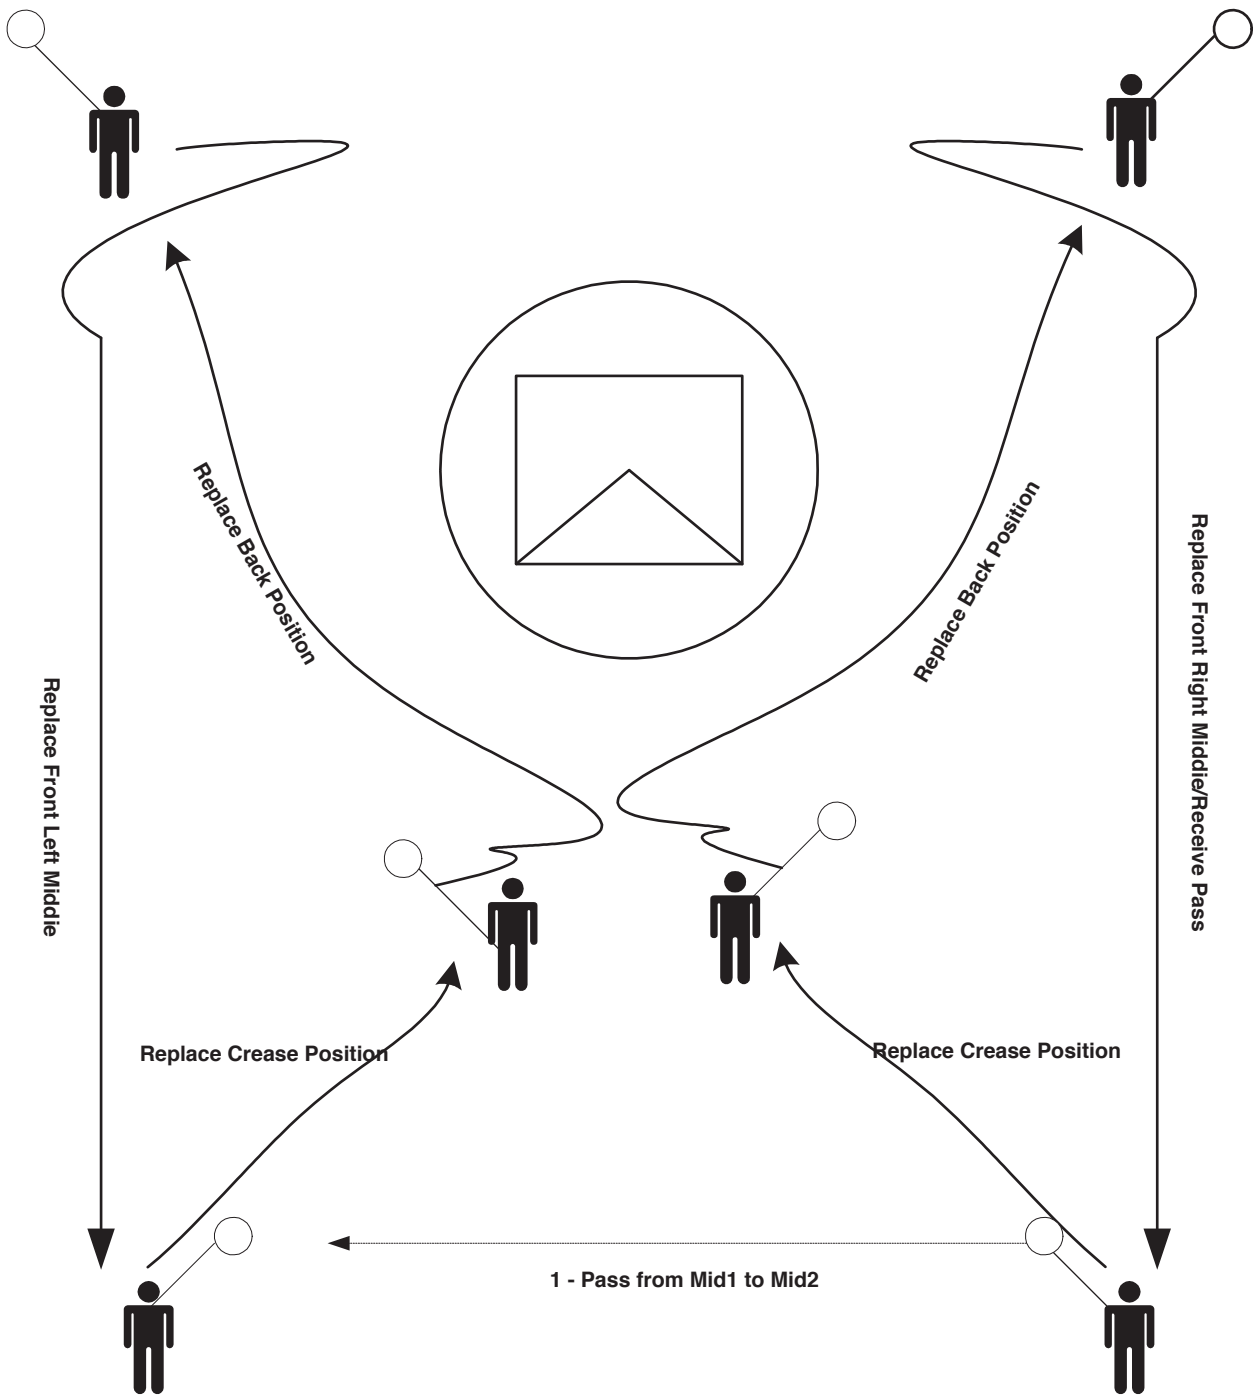 Replace Back Position
Replace Back Position
Replace Front Left Middie
Replace Front Right Middie/Receive Pass
Replace Crease Position
Replace Crease Position
1 - Pass from Mid1 to Mid2